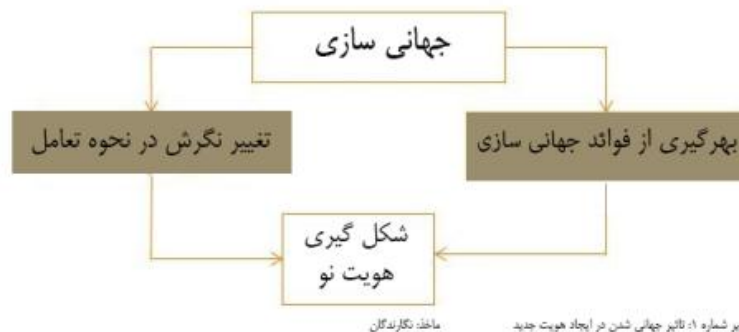 جهانی سازی
بهرگیری از فوائد جهانی سازی
تغییر نگرش در نحوه تعامل
شکل گیری
هویت نو
شماره ۱: تاثیر جهانی شدن در ایجاد هویت جدید
ماخذ: نگارندگان